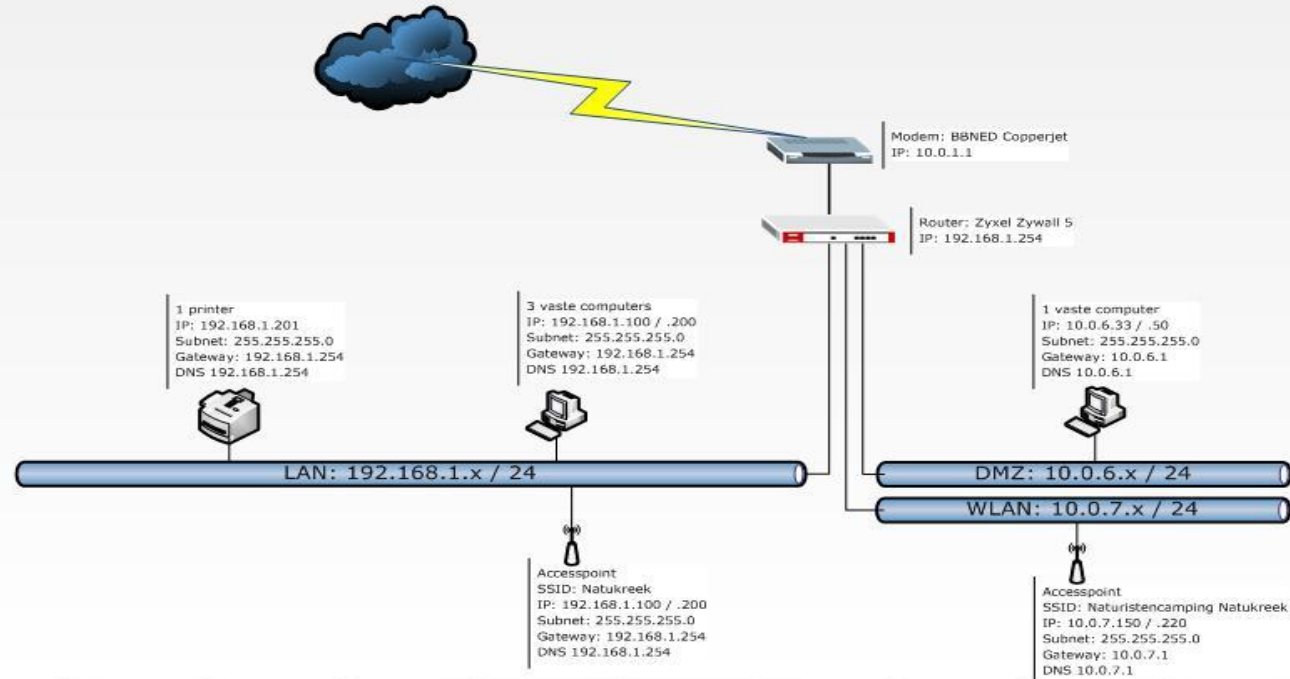 Modem: BBNED Copperjet
IP: 10.0.1.1
Router: Zyxel Zywall 5
IP: 192.168.1.254
1 printer
IP: 192.168.1.201
Subnet: 255.255.255.0
Gateway: 192.168.1.254
DNS 192.168.1.254
3 vaste computers
IP: 192.168.1.100 / .200
Subnet: 255.255.255.0
Gateway: 192.168.1.254
DNS 192.168.1.254
1 vaste computer
IP: 10.0.6.33 / .50
Subnet: 255.255.255.0
Gateway: 10.0.6.1
DNS 10.0.6.1
LAN: 192.168.1.x / 24
DMZ: 10.0.6.x / 24
WLAN: 10.0.7.x / 24
Accesspoint
SSID: Natukreek
IP: 192.168.1.100 / .200
Subnet: 255.255.255.0
Gateway: 192.168.1.254
DNS 192.168.1.254
Accesspoint
SSID: Naturistencamping Natukreek
IP: 10.0.7.150 / .220
Subnet: 255.255.255.0
Gateway: 10.0.7.1
DNS 10.0.7.1